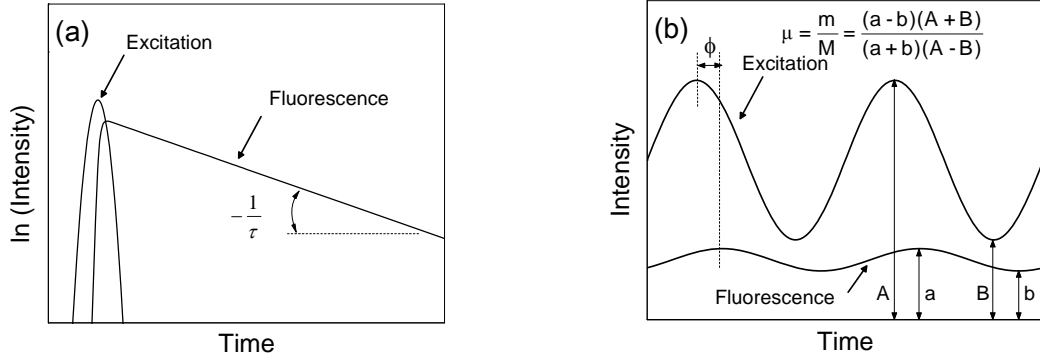 (a)
Excitation
Fluorescence
− 1/τ
ln (Intensity)
Time
(b)
μ = m/M = (a - b)(A + B)/(a + b)(A - B)
ϕ
Excitation
Intensity
Fluorescence
A
a
B
b
Time